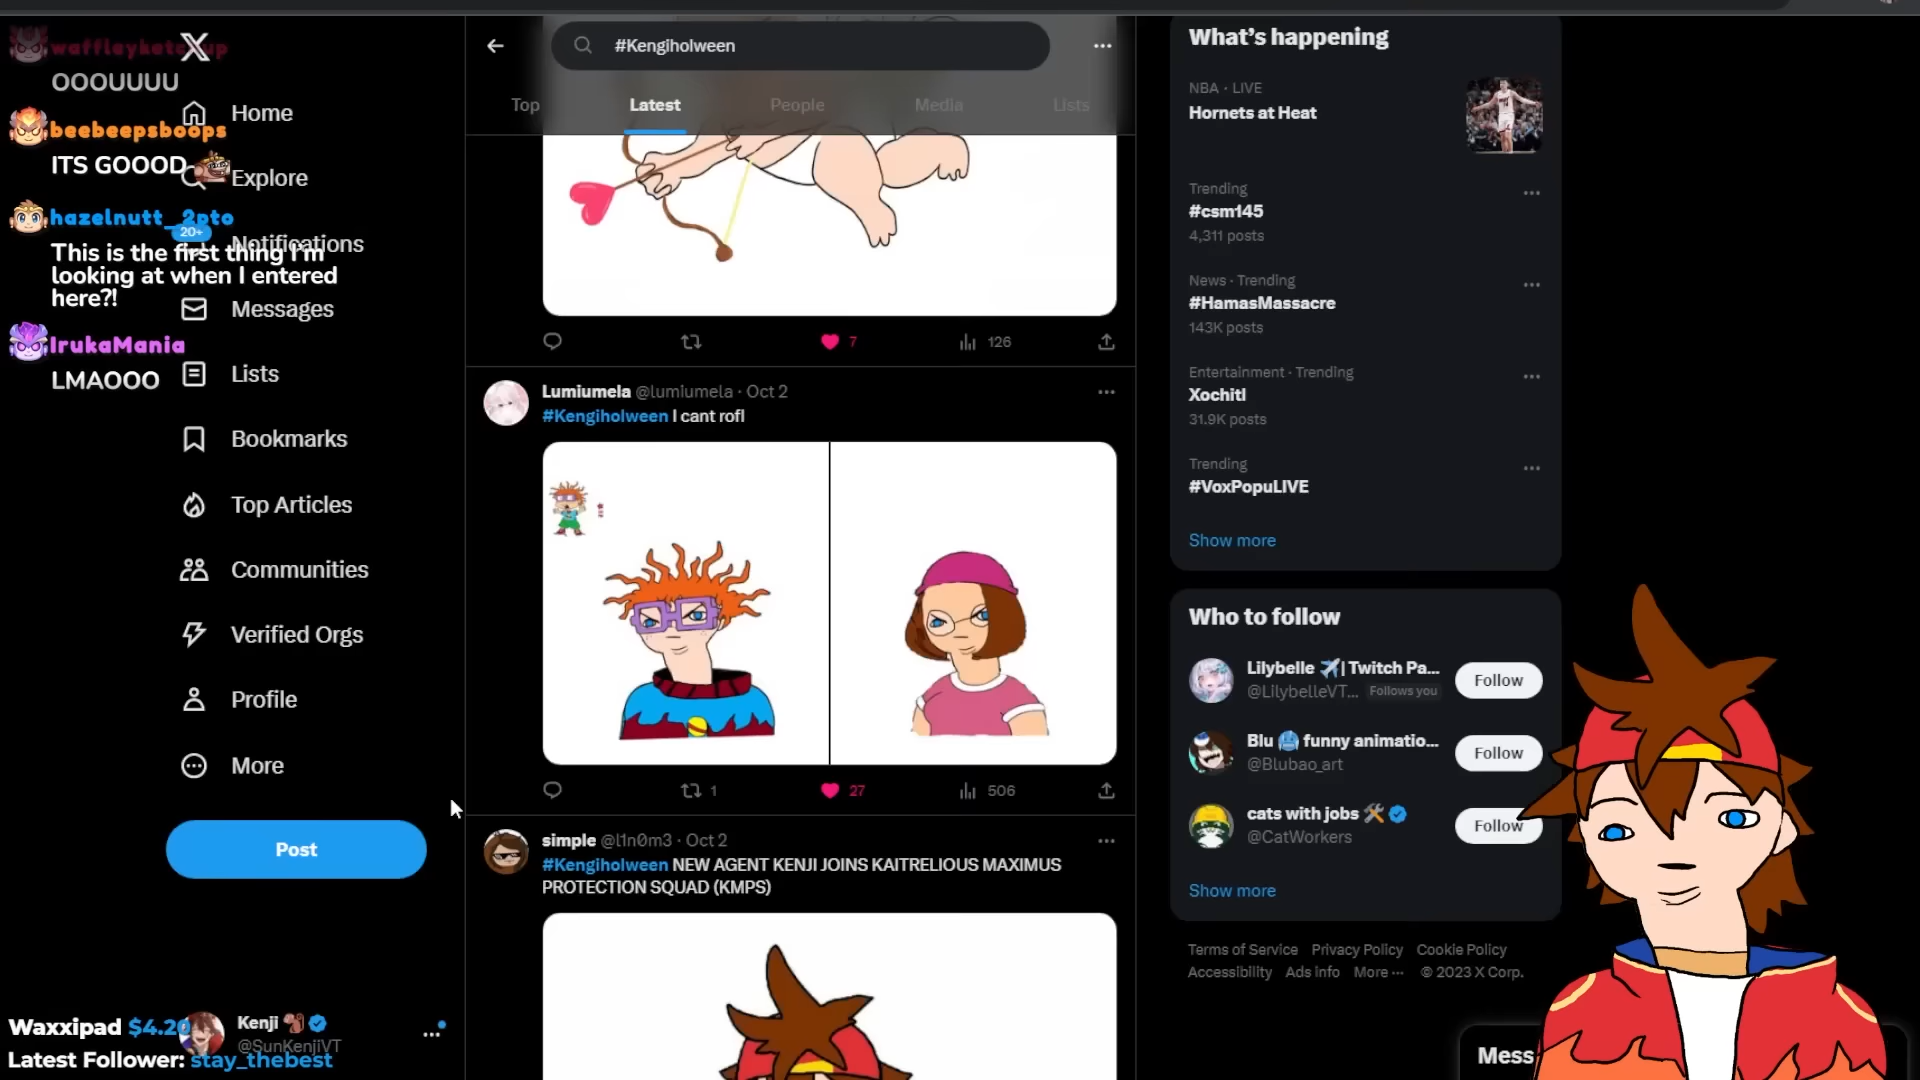 waffleyketchup
OOOUUUU
beebeepsboops
ITS GOOOD
hazelnutt_2pto
This is the first thing I'm
looking at when I entered
here?!
IrukaMania
LMAOOO
Home
Explore
20+
Notifications
Messages
Lists
Bookmarks
Top Articles
Communities
Verified Orgs
Profile
More
Post
Waxxipad $4.20
Latest Follower: stay_thebest
Kenji
@SunKenjiVT
#Kengiholween
Top
Latest
People
Media
Lists
7
126
Lumiumela @lumiumela · Oct 2
#Kengiholween I cant rofl
1
27
506
simple @l1n0m3 · Oct 2
#Kengiholween NEW AGENT KENJI JOINS KAITRELIOUS MAXIMUS
PROTECTION SQUAD (KMPS)
What's happening
NBA · LIVE
Hornets at Heat
Trending
#csm145
4,311 posts
News · Trending
#HamasMassacre
143K posts
Entertainment · Trending
Xochitl
31.9K posts
Trending
#VoxPopuLIVE
Show more
Who to follow
Lilybelle ✈️| Twitch Pa...
@LilybelleVT... Follows you
Follow
Blu 🥶 funny animatio...
@Blubao_art
Follow
cats with jobs 🛠
@CatWorkers
Follow
Show more
Terms of Service Privacy Policy Cookie Policy
Accessibility Ads info More ··· © 2023 X Corp.
Mess